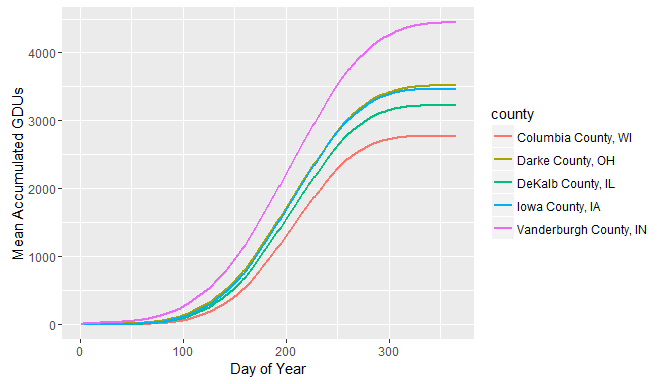 4000
3000
2000
1000
0
Mean Accumulated GDUs
0 100 200 300
Day of Year
county
Columbia County, WI
Darke County, OH
DeKalb County, IL
Iowa County, IA
Vanderburgh County, IN